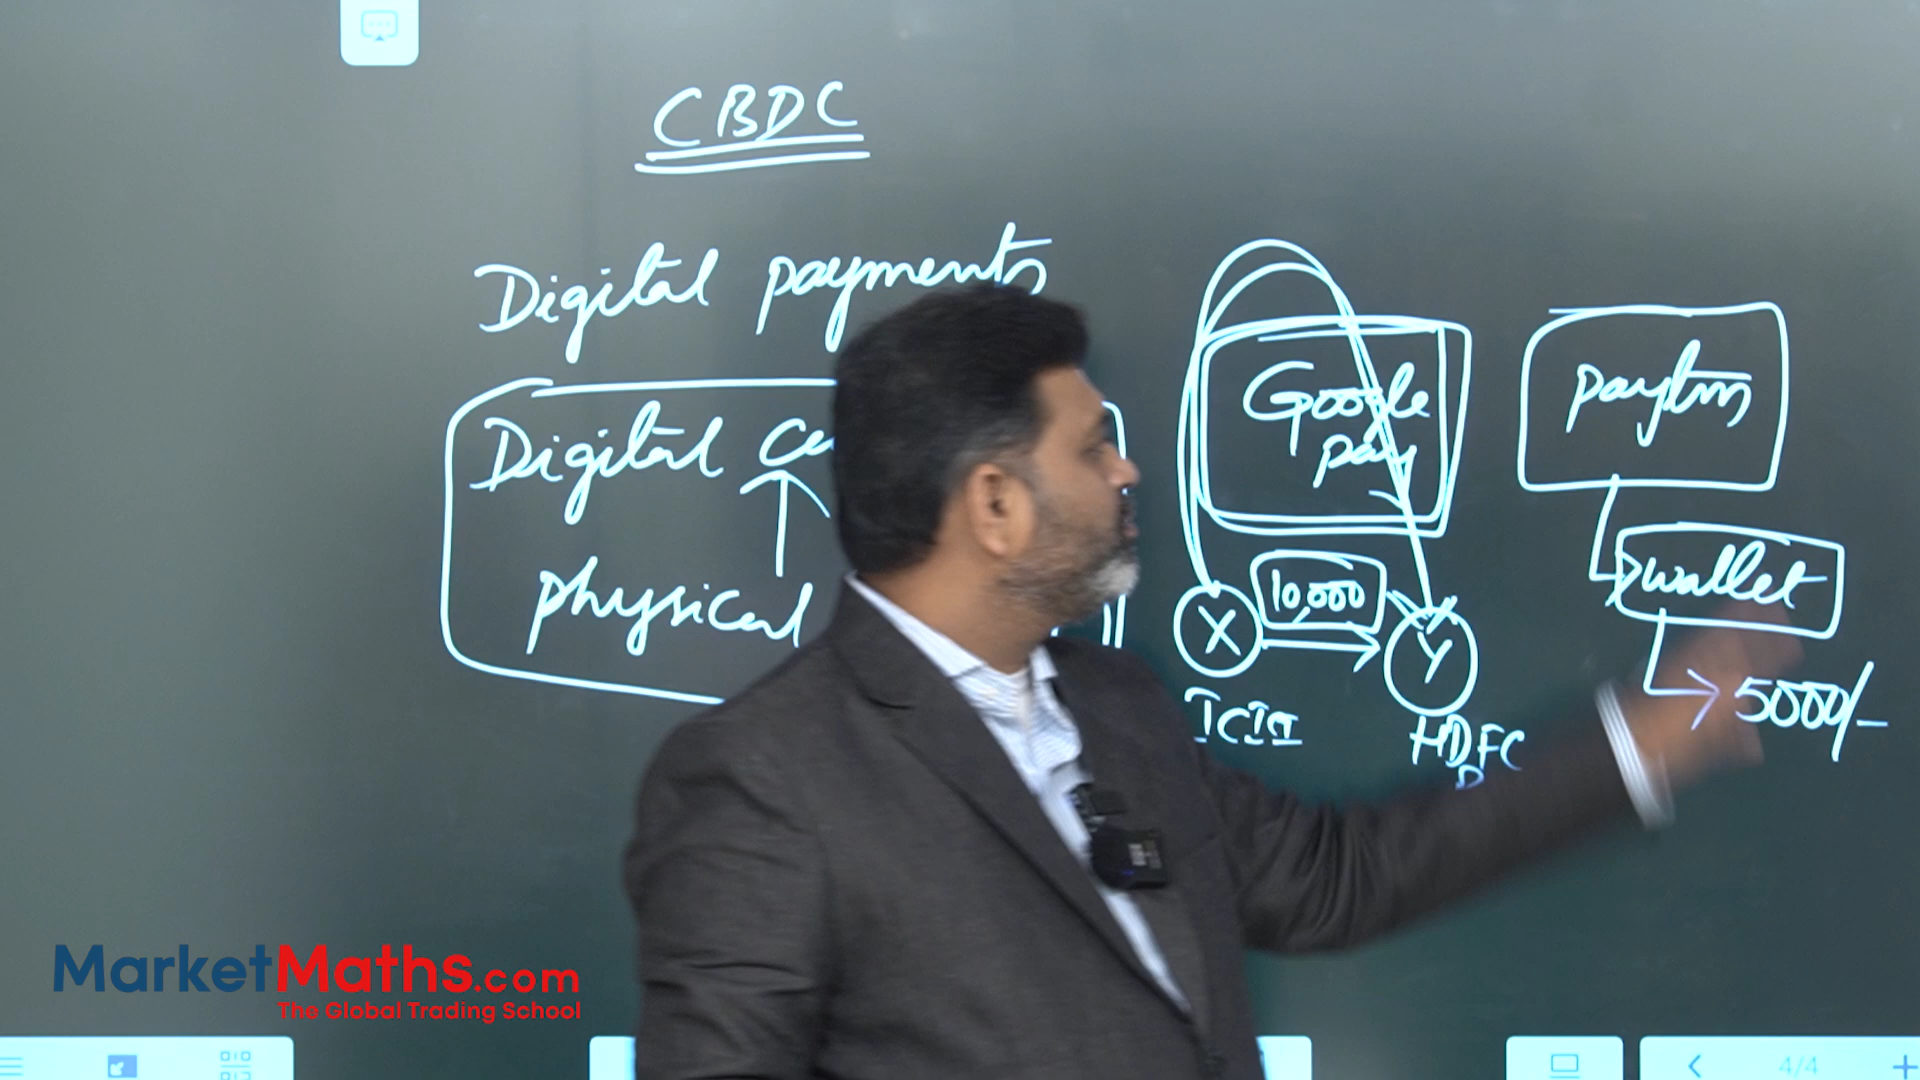 CBDC
Digital payments
Digital
physical
Google
pay
paytm
wallet
5000/-
10,000
X
Y
ICICI
HDFC
MarketMaths.com
The Global Trading School
4/4